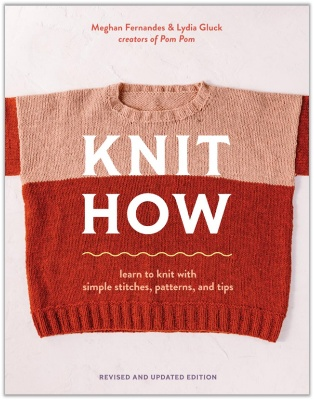 Meghan Fernandes & Lydia Gluck
creators of Pom Pom
KNIT
HOW
learn to knit with
simple stitches, patterns, and tips
REVISED AND UPDATED EDITION